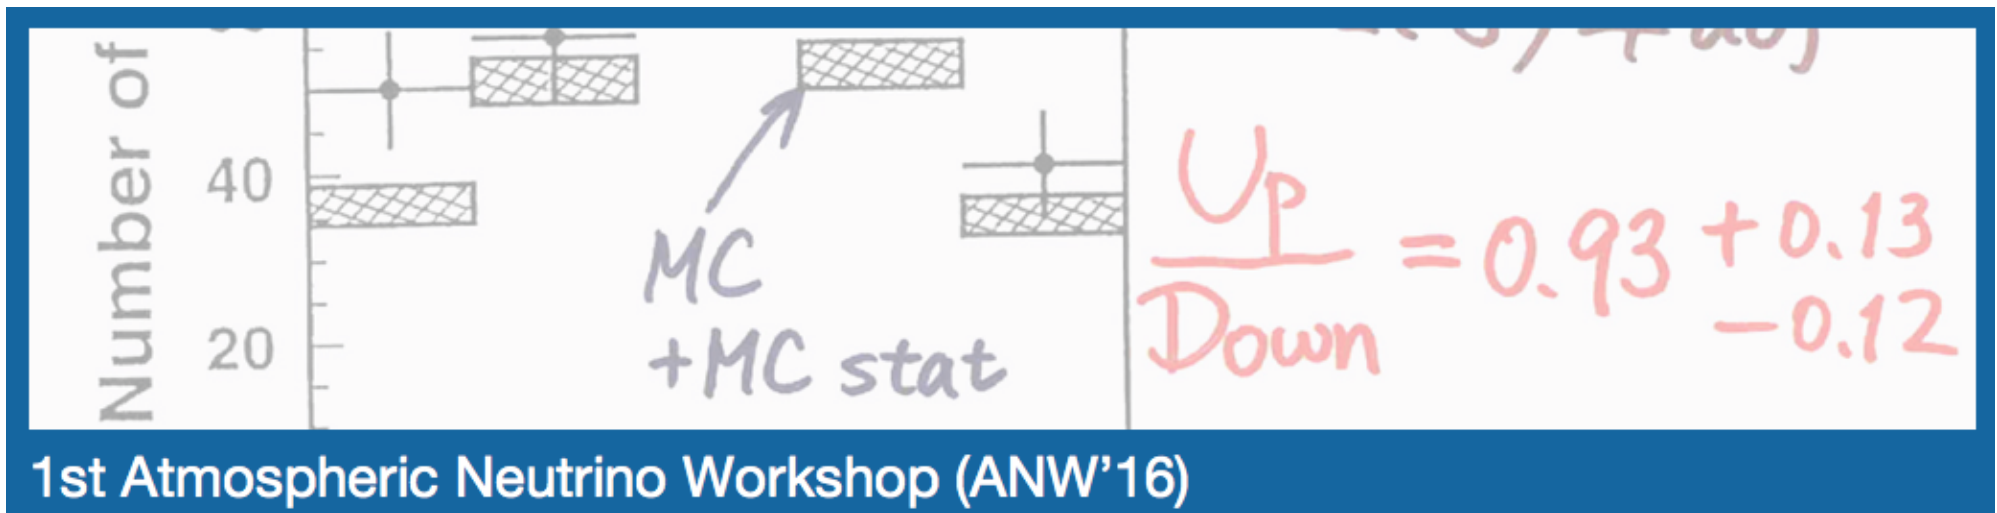 Number of
40
20
MC
+MC stat
Up
Down
= 0.93 +0.13
-0.12
1st Atmospheric Neutrino Workshop (ANW’16)